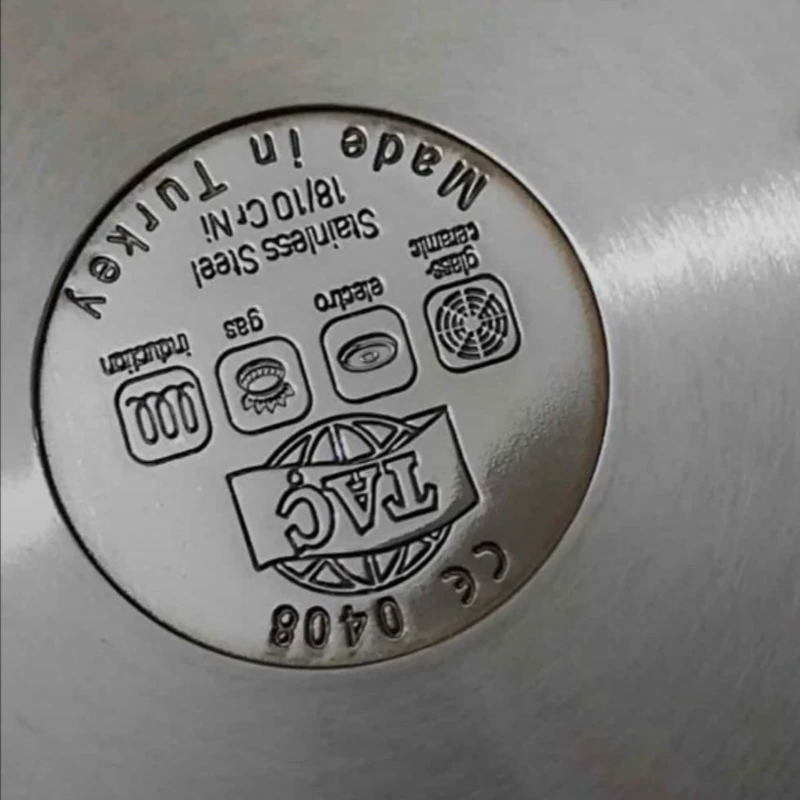 CE 0408
TAÇ
glass-
ceramic
electro
gas
induction
Stainless Steel
18/10 Cr Ni
Made in Turkey